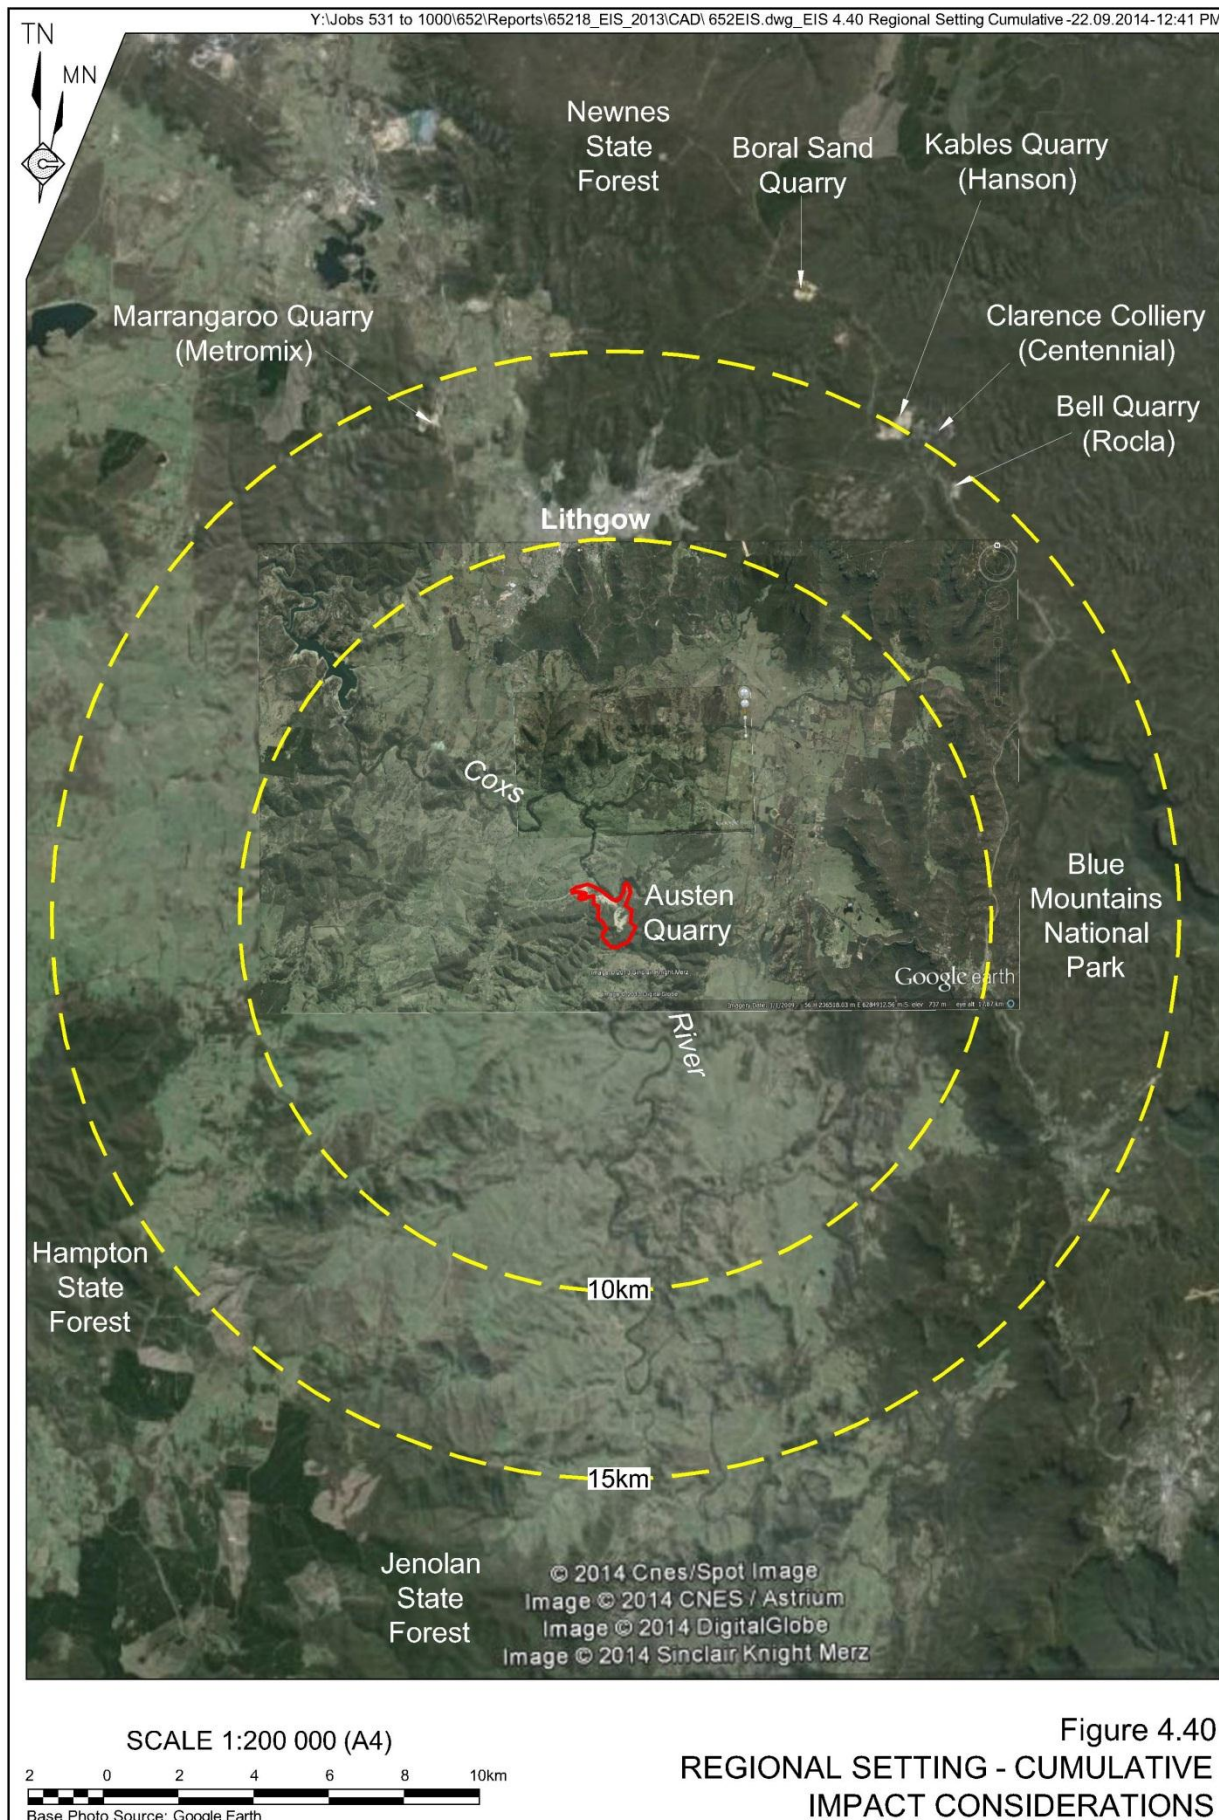 Y:\Jobs 531 to 1000\652\Reports\65218_EIS_2013\CAD\ 652EIS.dwg_EIS 4.40 Regional Setting Cumulative -22.09.2014-12:41 PM
TN
MN
Newnes
State
Forest
Boral Sand
Quarry
Kables Quarry
(Hanson)
Marrangaroo Quarry
(Metromix)
Clarence Colliery
(Centennial)
Bell Quarry
(Rocla)
Lithgow
Coxs
Austen
Quarry
Blue
Mountains
National
Park
Google earth
River
10km
Hampton
State
Forest
15km
Jenolan
State
Forest
© 2014 Cnes/Spot Image
Image © 2014 CNES / Astrium
Image © 2014 DigitalGlobe
Image © 2014 Sinclair Knight Merz
SCALE 1:200 000 (A4)
2 0 2 4 6 8 10km
Base Photo Source: Google Earth
Figure 4.40
REGIONAL SETTING - CUMULATIVE
IMPACT CONSIDERATIONS